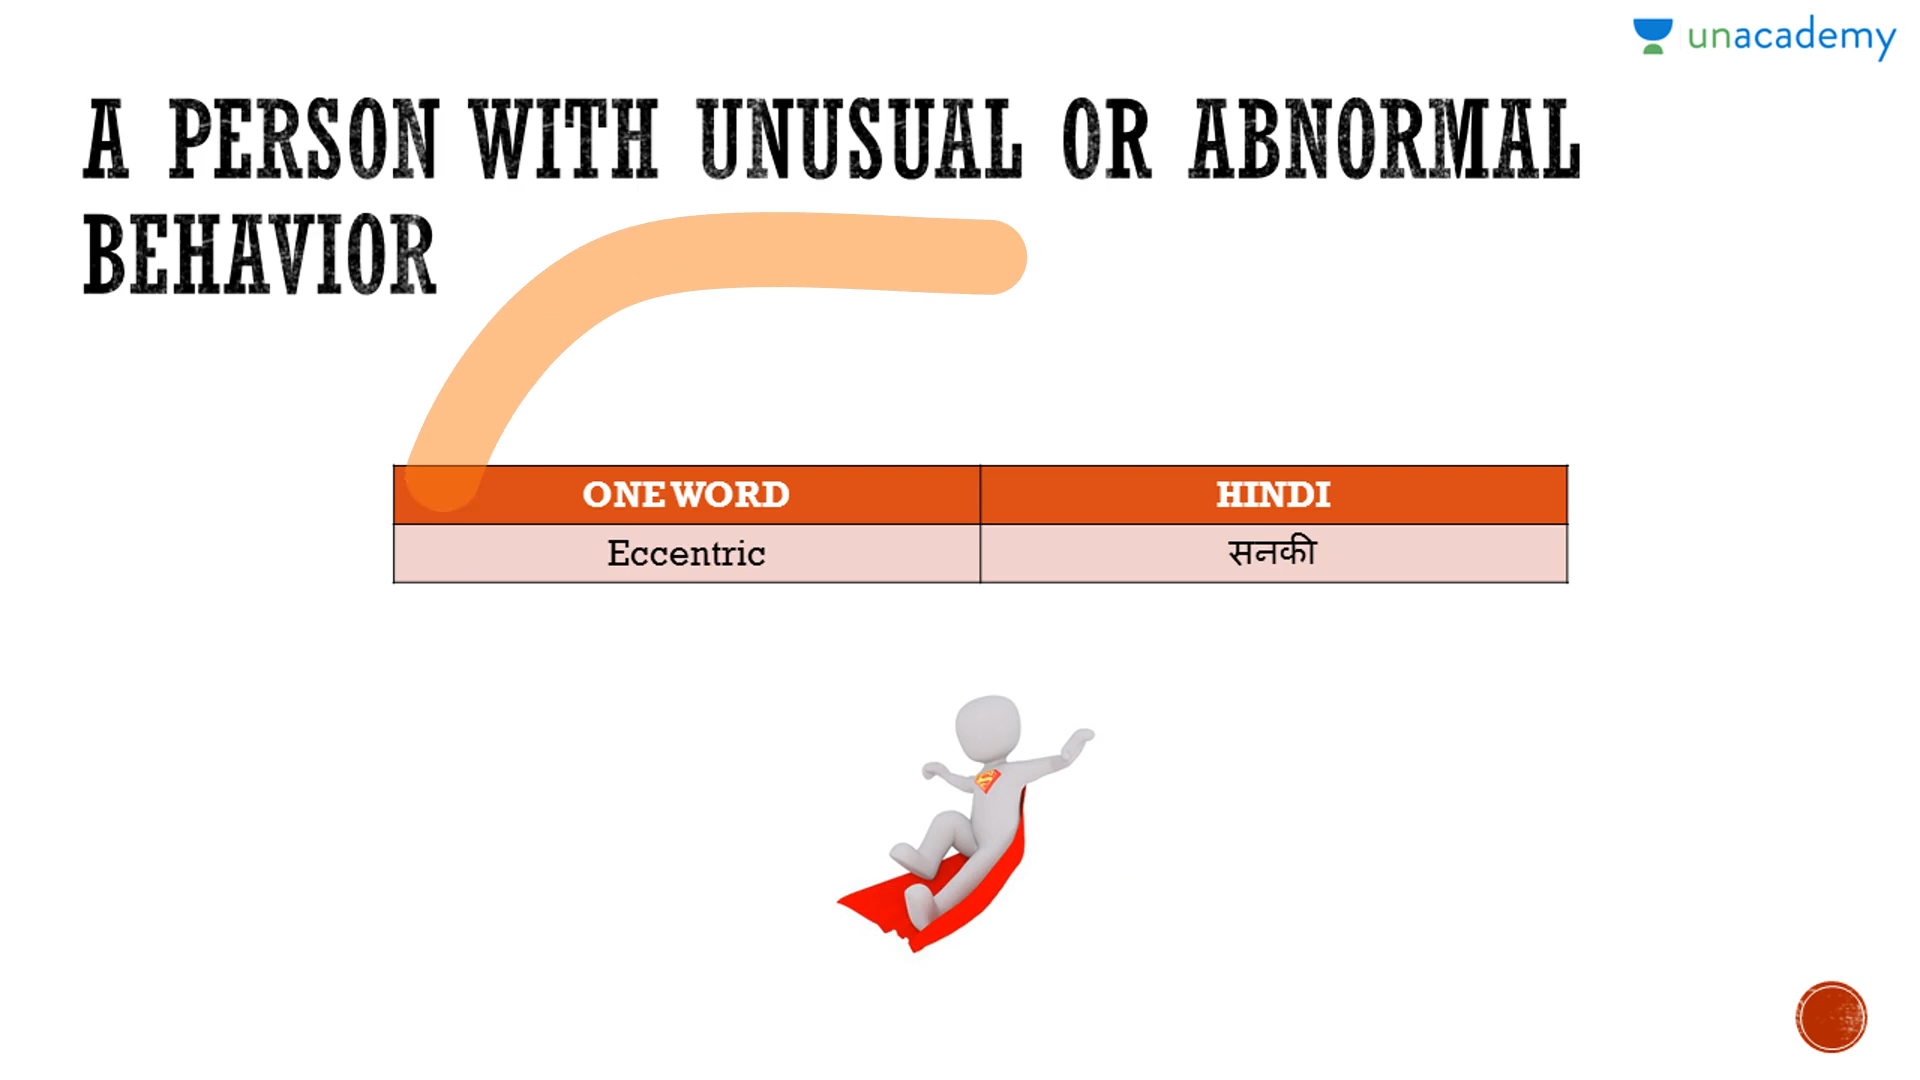 unacademy
A PERSON WITH UNUSUAL OR ABNORMAL
BEHAVIOR
ONE WORD HINDI
Eccentric सनकी